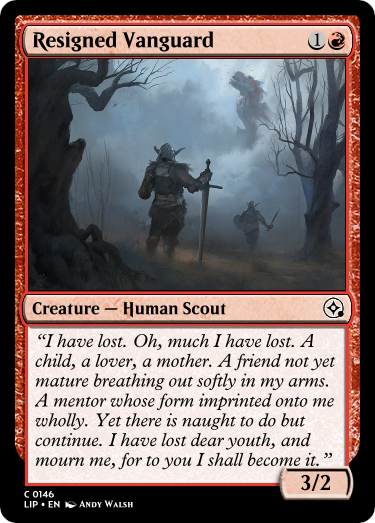 Resigned Vanguard 1
Creature — Human Scout
“I have lost. Oh, much I have lost. A
child, a lover, a mother. A friend not yet
mature breathing out softly in my arms.
A mentor whose form imprinted onto me
wholly. Yet there is naught to do but
continue. I have lost dear youth, and
mourn me, for to you I shall become it.”
3/2
C 0146
LIP • EN Andy Walsh